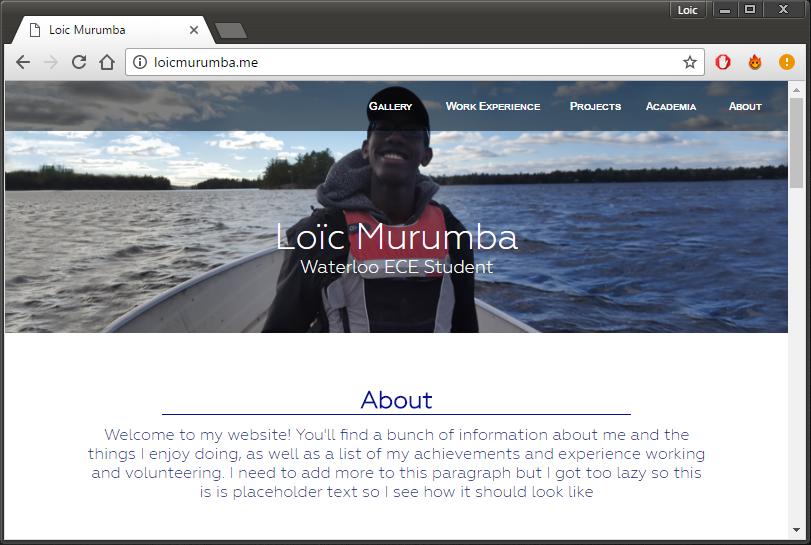 Loic
Loic Murumba
loicmurumba.me
Gallery Work Experience Projects Academia About
Loïc Murumba
Waterloo ECE Student
About
Welcome to my website! You'll find a bunch of information about me and the
things I enjoy doing, as well as a list of my achievements and experience working
and volunteering. I need to add more to this paragraph but I got too lazy so this
is is placeholder text so I see how it should look like